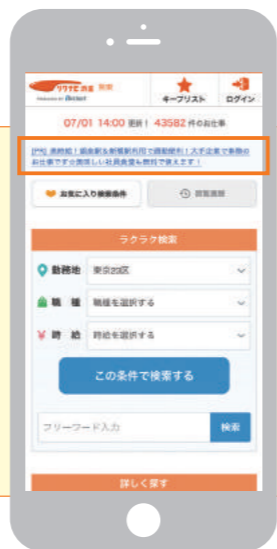 キープリスト
ログイン
07/01 14:00 更新! 43582 件のお仕事
お気に入り検索条件
閲覧履歴
ラクラク検索
勤務地 東京23区
職種 職種を選択する
時給 時給を選択する
この条件で検索する
フリーワード入力
検索
詳しく探す